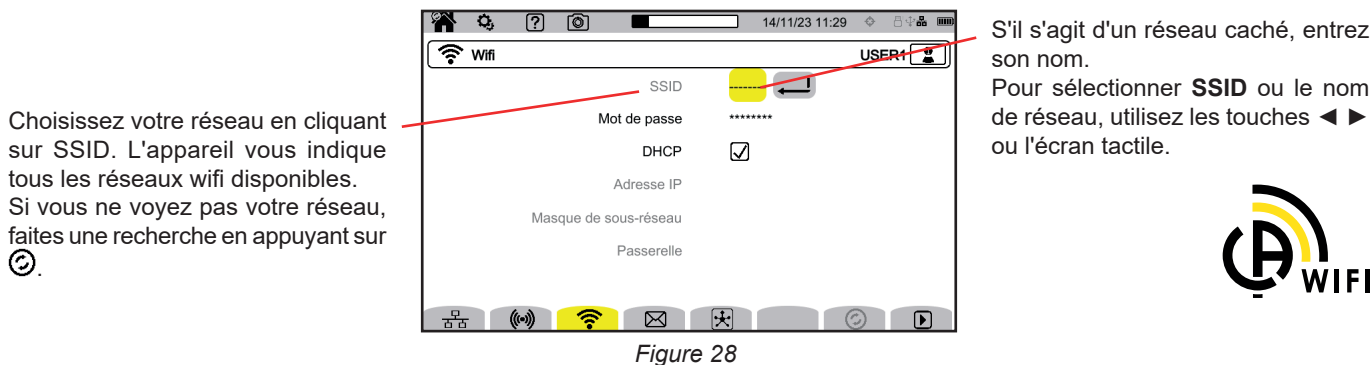 Choisissez votre réseau en cliquant
sur SSID. L'appareil vous indique
tous les réseaux wifi disponibles.
Si vous ne voyez pas votre réseau,
faites une recherche en appuyant sur
.
14/11/23 11:29
Wifi
USER1
SSID
-------
Mot de passe
********
DHCP
Adresse IP
Masque de sous-réseau
Passerelle
S'il s'agit d'un réseau caché, entrez
son nom.
Pour sélectionner SSID ou le nom
de réseau, utilisez les touches ◄ ►
ou l'écran tactile.
CA WIFI
Figure 28